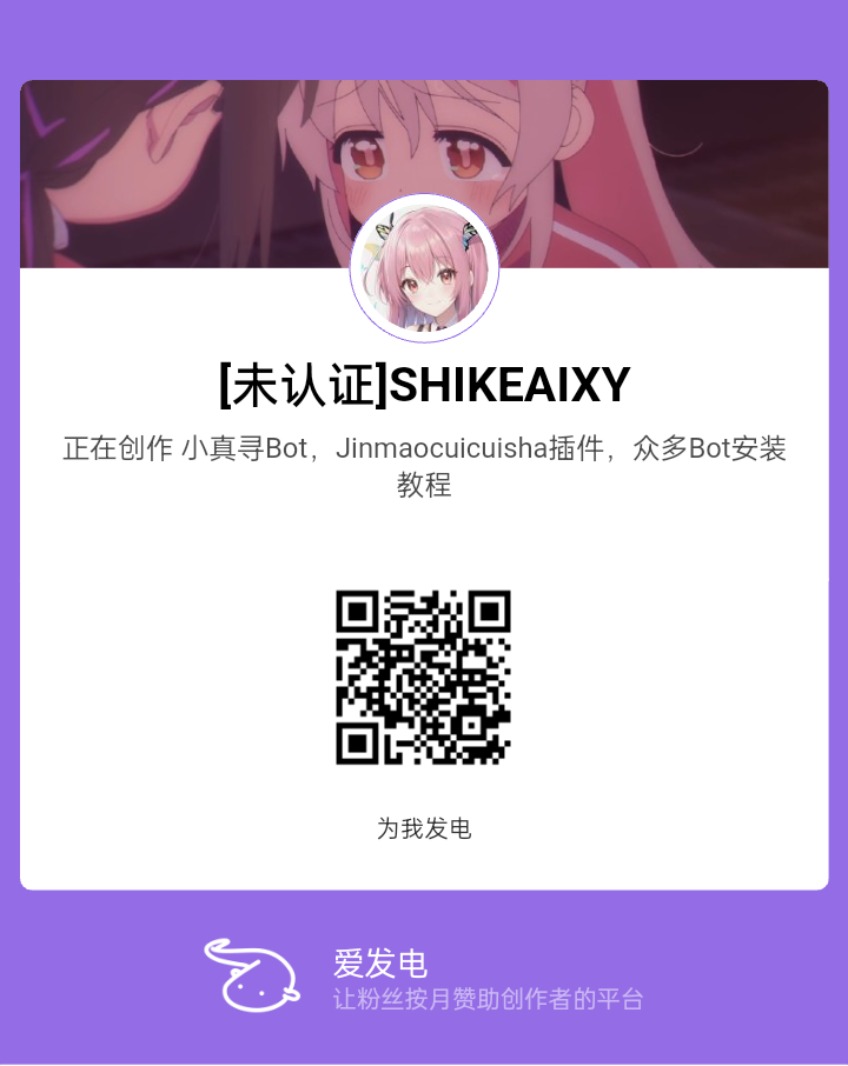 [未认证]SHIKEAIXY
正在创作 小真寻Bot，Jinmaocuicuisha插件，众多Bot安装
教程
为我发电
爱发电
让粉丝按月赞助创作者的平台